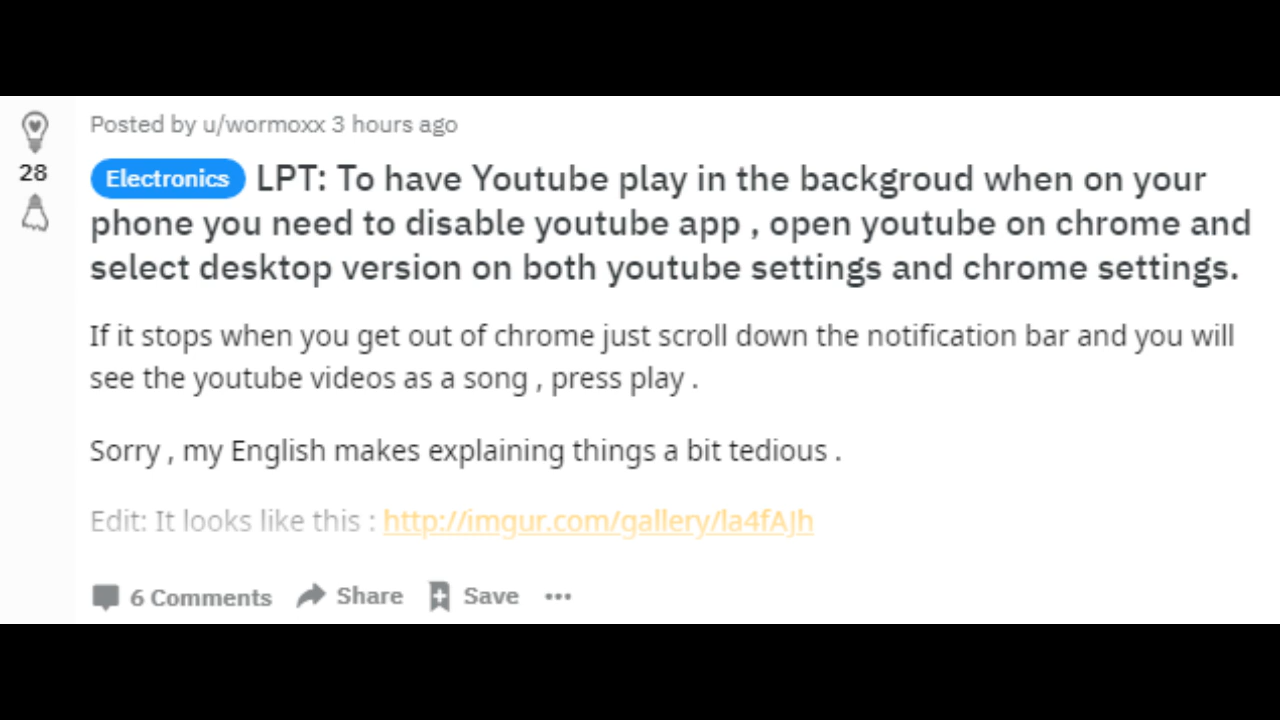 Posted by u/wormoxx 3 hours ago
28
Electronics LPT: To have Youtube play in the backgroud when on your
phone you need to disable youtube app , open youtube on chrome and
select desktop version on both youtube settings and chrome settings.
If it stops when you get out of chrome just scroll down the notification bar and you will
see the youtube videos as a song , press play .
Sorry , my English makes explaining things a bit tedious .
Edit: It looks like this : http://imgur.com/gallery/la4fAJh
6 Comments Share Save